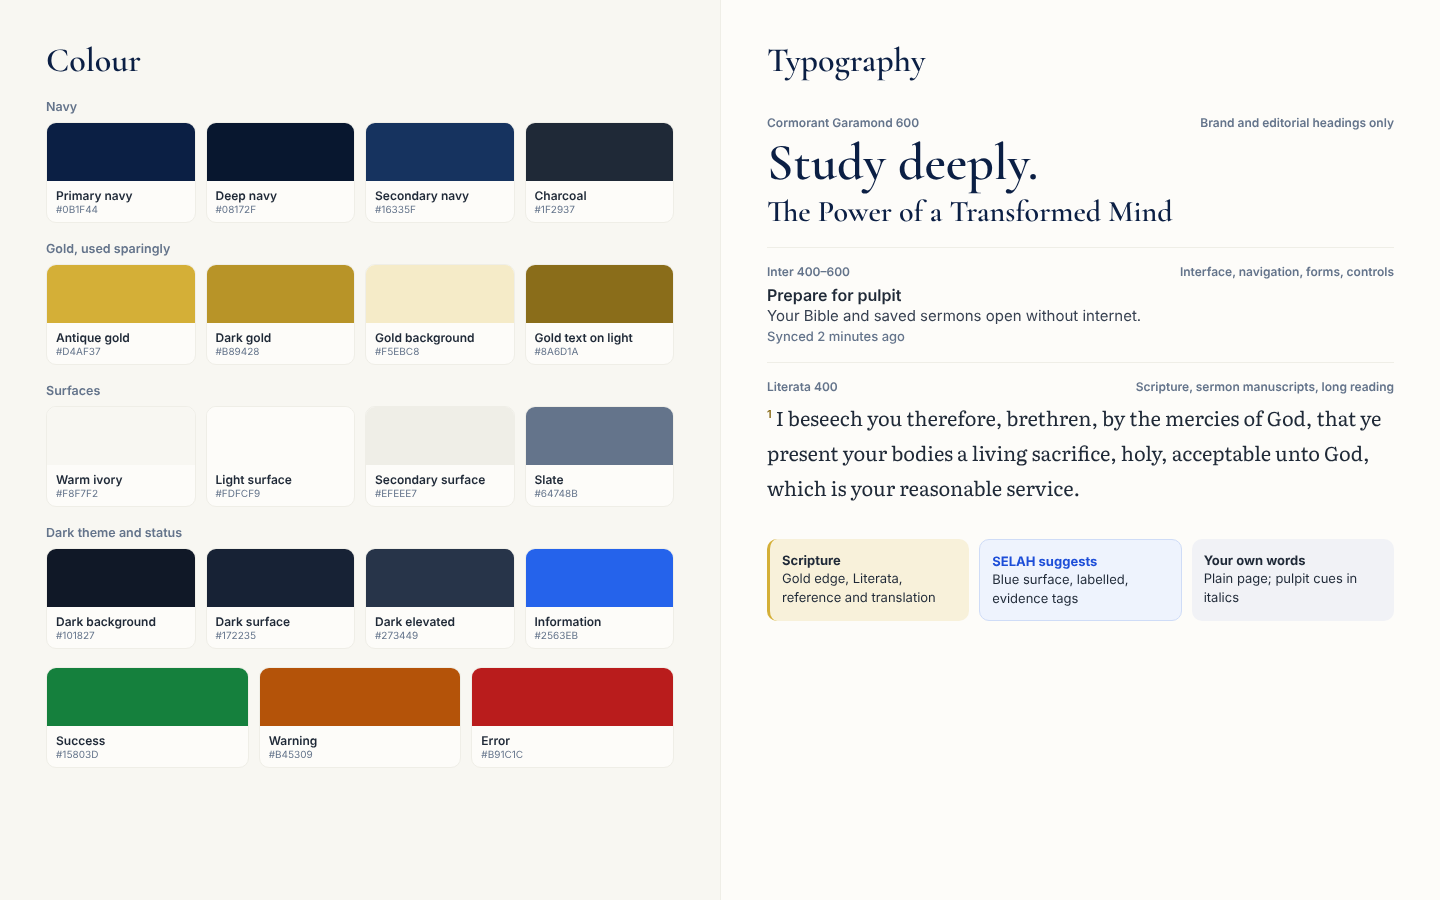 Colour
Navy
Primary navy
#0B1F44
Deep navy
#08172F
Secondary navy
#16335F
Charcoal
#1F2937
Gold, used sparingly
Antique gold
#D4AF37
Dark gold
#B89428
Gold background
#F5EBC8
Gold text on light
#8A6D1A
Surfaces
Warm ivory
#F8F7F2
Light surface
#FDFCF9
Secondary surface
#EFEEE7
Slate
#64748B
Dark theme and status
Dark background
#101827
Dark surface
#172235
Dark elevated
#273449
Information
#2563EB
Success
#15803D
Warning
#B45309
Error
#B91C1C
Typography
Cormorant Garamond 600
Brand and editorial headings only
Study deeply.
The Power of a Transformed Mind
Inter 400–600
Interface, navigation, forms, controls
Prepare for pulpit
Your Bible and saved sermons open without internet.
Synced 2 minutes ago
Literata 400
Scripture, sermon manuscripts, long reading
1 I beseech you therefore, brethren, by the mercies of God, that ye
present your bodies a living sacrifice, holy, acceptable unto God,
which is your reasonable service.
Scripture
Gold edge, Literata,
reference and translation
SELAH suggests
Blue surface, labelled,
evidence tags
Your own words
Plain page; pulpit cues in
italics